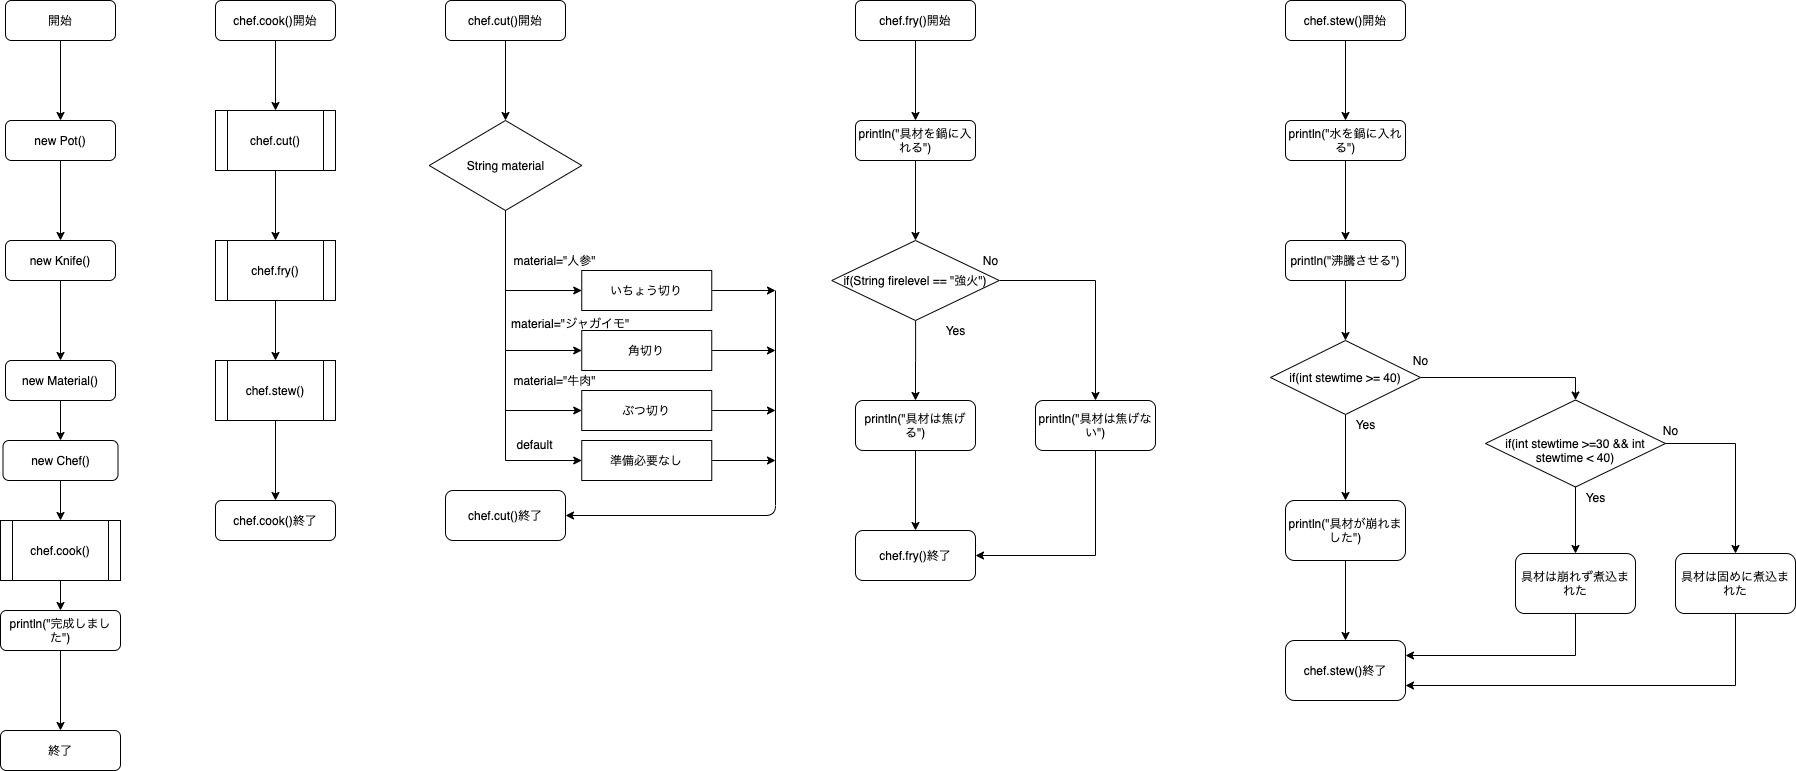 開始
new Pot()
new Knife()
new Material()
new Chef()
chef.cook()
println("完成しまし
た")
終了
chef.cook()開始
chef.cut()
chef.fry()
chef.stew()
chef.cook()終了
chef.cut()開始
String material
material="人参"
いちょう切り
material="ジャガイモ"
角切り
material="牛肉"
ぶつ切り
default
準備必要なし
chef.cut()終了
chef.fry()開始
println("具材を鍋に入
れる")
if(String firelevel == "強火")
No
Yes
println("具材は焦げ
る")
println("具材は焦げな
い")
chef.fry()終了
chef.stew()開始
println("水を鍋に入れ
る")
println("沸騰させる")
if(int stewtime >= 40)
No
Yes
if(int stewtime >=30 && int
stewtime < 40)
No
Yes
println("具材が崩れま
した")
具材は崩れず煮込ま
れた
具材は固めに煮込ま
れた
chef.stew()終了